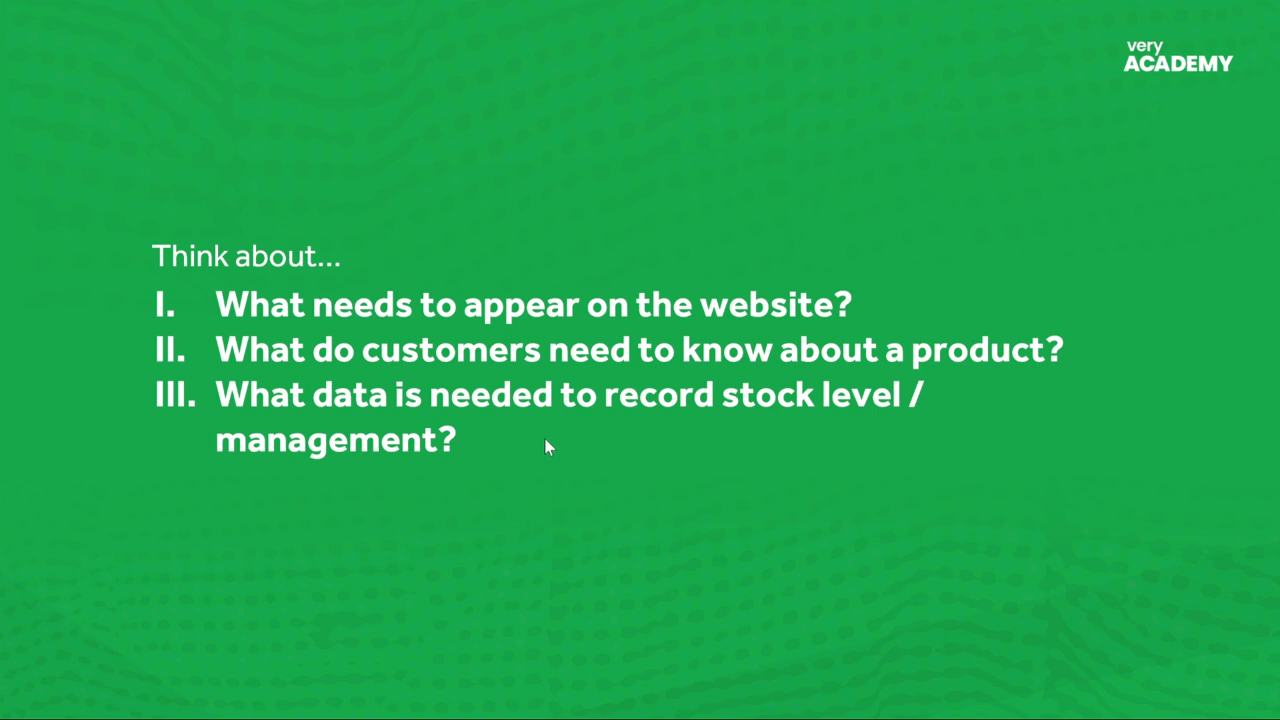 very
ACADEMY
Think about...
I. What needs to appear on the website?
II. What do customers need to know about a product?
III. What data is needed to record stock level /
management?